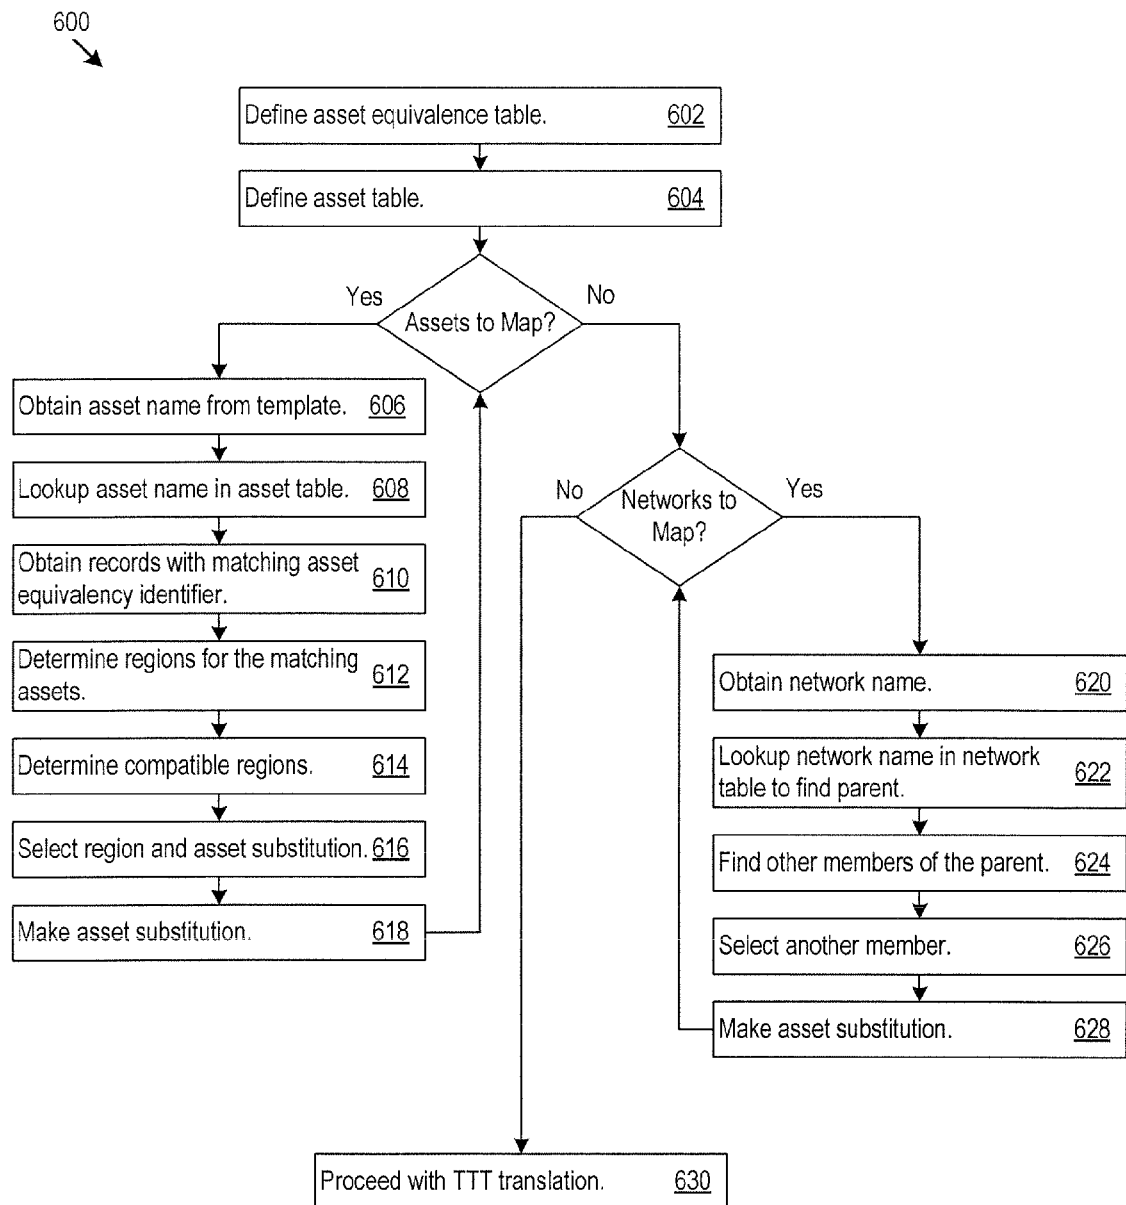 600
Define asset equivalence table. 602
Define asset table. 604
Assets to Map?
Yes
No
Obtain asset name from template. 606
Lookup asset name in asset table. 608
Obtain records with matching asset
equivalency identifier. 610
Determine regions for the matching
assets. 612
Determine compatible regions. 614
Select region and asset substitution. 616
Make asset substitution. 618
Networks to
Map?
No
Yes
Obtain network name. 620
Lookup network name in network
table to find parent. 622
Find other members of the parent. 624
Select another member. 626
Make asset substitution. 628
Proceed with TTT translation. 630